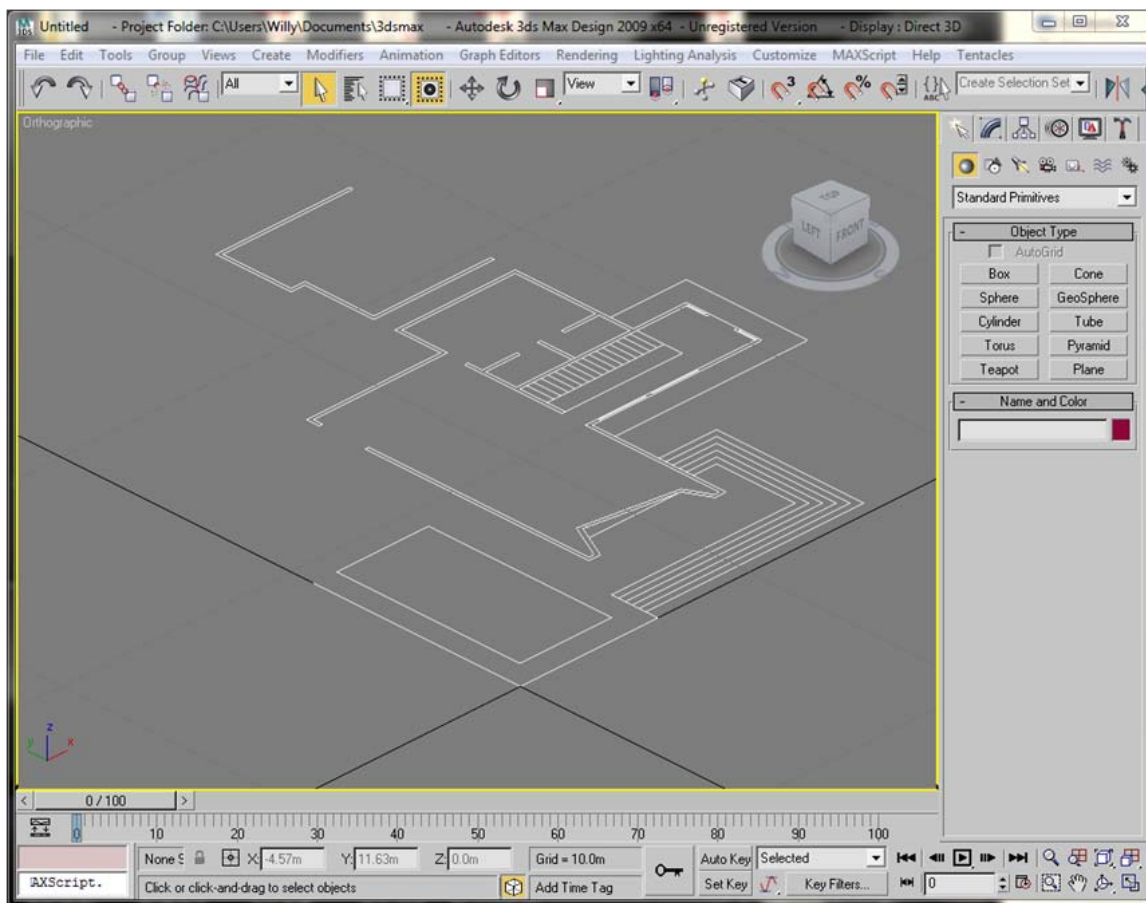 Untitled - Project Folder: C:\Users\Willy\Documents\3dsmax - Autodesk 3ds Max Design 2009 x64 - Unregistered Version - Display : Direct 3D
File Edit Tools Group Views Create Modifiers Animation Graph Editors Rendering Lighting Analysis Customize MAXScript Help Tentacles
All View 3 % ABC Create Selection Set
Orthographic
TOP
LEFT FRONT
Standard Primitives
- Object Type
AutoGrid
Box Cone
Sphere GeoSphere
Cylinder Tube
Torus Pyramid
Teapot Plane
- Name and Color
z
y x
< 0 / 100 >
0 10 20 30 40 50 60 70 80 90 100
None S X: -4.57m Y: 11.63m Z: 0.0m Grid = 10.0m Auto Key Selected
AXScript. Click or click-and-drag to select objects Add Time Tag Set Key Key Filters... 0